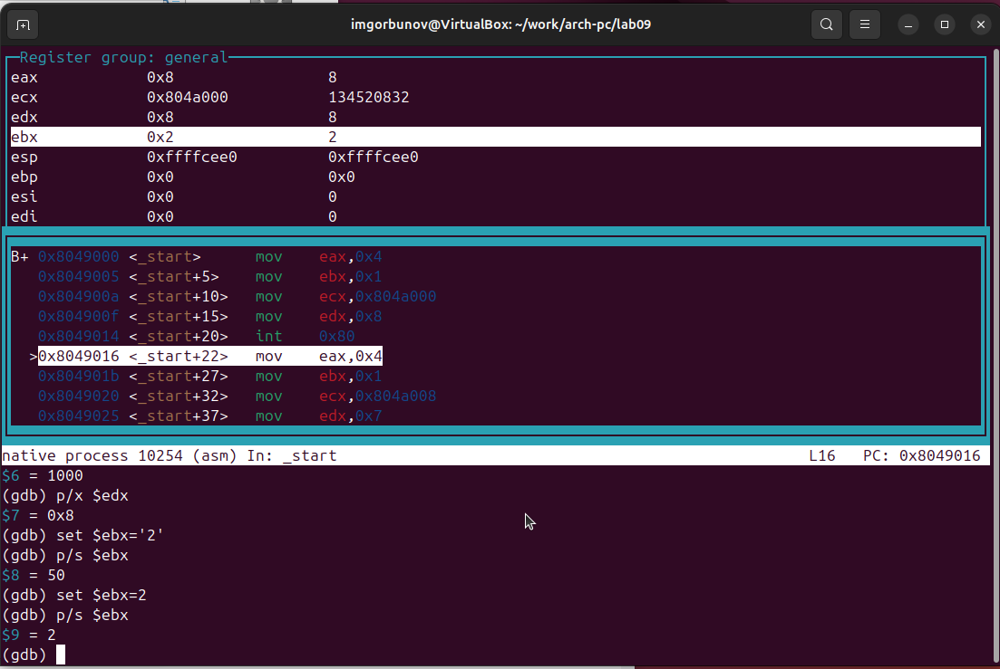 imgorbunov@VirtualBox: ~/work/arch-pc/lab09
Register group: general
eax 0x8 8
ecx 0x804a000 134520832
edx 0x8 8
ebx 0x2 2
esp 0xffffcee0 0xffffcee0
ebp 0x0 0x0
esi 0x0 0
edi 0x0 0
B+ 0x8049000 <_start> mov eax,0x4
0x8049005 <_start+5> mov ebx,0x1
0x804900a <_start+10> mov ecx,0x804a000
0x804900f <_start+15> mov edx,0x8
0x8049014 <_start+20> int 0x80
>0x8049016 <_start+22> mov eax,0x4
0x804901b <_start+27> mov ebx,0x1
0x8049020 <_start+32> mov ecx,0x804a008
0x8049025 <_start+37> mov edx,0x7
native process 10254 (asm) In: _start L16 PC: 0x8049016
$6 = 1000
(gdb) p/x $edx
$7 = 0x8
(gdb) set $ebx='2'
(gdb) p/s $ebx
$8 = 50
(gdb) set $ebx=2
(gdb) p/s $ebx
$9 = 2
(gdb)